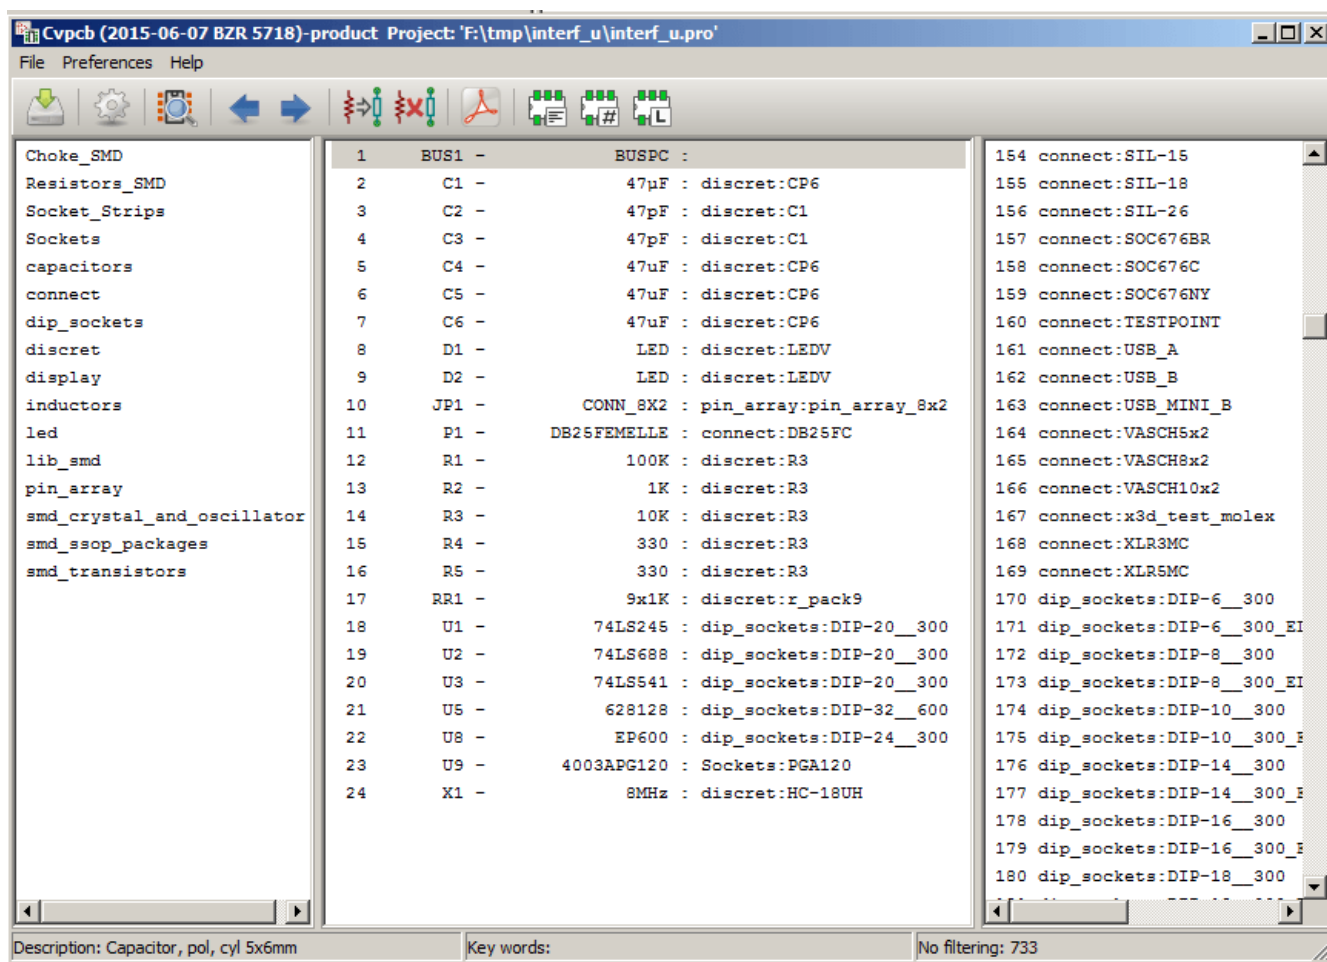 Cvpcb (2015-06-07 BZR 5718)-product  Project: 'F:\tmp\interf_u\interf_u.pro'
File  Preferences  Help
Choke_SMD
Resistors_SMD
Socket_Strips
Sockets
capacitors
connect
dip_sockets
discret
display
inductors
led
lib_smd
pin_array
smd_crystal_and_oscillator
smd_ssop_packages
smd_transistors
1 BUS1 - BUSPC :
2 C1 - 47µF : discret:CP6
3 C2 - 47pF : discret:C1
4 C3 - 47pF : discret:C1
5 C4 - 47uF : discret:CP6
6 C5 - 47uF : discret:CP6
7 C6 - 47uF : discret:CP6
8 D1 - LED : discret:LEDV
9 D2 - LED : discret:LEDV
10 JP1 - CONN_8X2 : pin_array:pin_array_8x2
11 P1 - DB25FEMELLE : connect:DB25FC
12 R1 - 100K : discret:R3
13 R2 - 1K : discret:R3
14 R3 - 10K : discret:R3
15 R4 - 330 : discret:R3
16 R5 - 330 : discret:R3
17 RR1 - 9x1K : discret:r_pack9
18 U1 - 74LS245 : dip_sockets:DIP-20__300
19 U2 - 74LS688 : dip_sockets:DIP-20__300
20 U3 - 74LS541 : dip_sockets:DIP-20__300
21 U5 - 628128 : dip_sockets:DIP-32__600
22 U8 - EP600 : dip_sockets:DIP-24__300
23 U9 - 4003APG120 : Sockets:PGA120
24 X1 - 8MHz : discret:HC-18UH
154 connect:SIL-15
155 connect:SIL-18
156 connect:SIL-26
157 connect:SOC676BR
158 connect:SOC676C
159 connect:SOC676NY
160 connect:TESTPOINT
161 connect:USB_A
162 connect:USB_B
163 connect:USB_MINI_B
164 connect:VASCH5x2
165 connect:VASCH8x2
166 connect:VASCH10x2
167 connect:x3d_test_molex
168 connect:XLR3MC
169 connect:XLR5MC
170 dip_sockets:DIP-6__300
171 dip_sockets:DIP-6__300_EL
172 dip_sockets:DIP-8__300
173 dip_sockets:DIP-8__300_EL
174 dip_sockets:DIP-10__300
175 dip_sockets:DIP-10__300_E
176 dip_sockets:DIP-14__300
177 dip_sockets:DIP-14__300_E
178 dip_sockets:DIP-16__300
179 dip_sockets:DIP-16__300_E
180 dip_sockets:DIP-18__300
Description: Capacitor, pol, cyl 5x6mm
Key words:
No filtering: 733